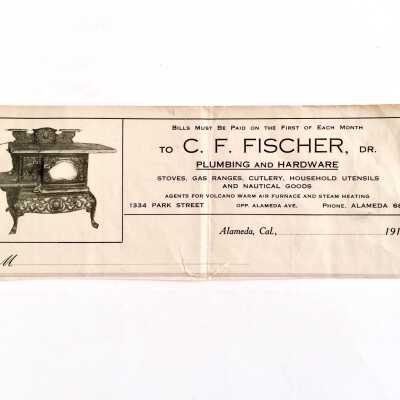 BILLS MUST BE PAID ON THE FIRST OF EACH MONTH
TO C. F. FISCHER, DR.
PLUMBING AND HARDWARE
STOVES, GAS RANGES, CUTLERY, HOUSEHOLD UTENSILS
AND NAUTICAL GOODS
AGENTS FOR VOLCANO WARM AIR FURNACE AND STEAM HEATING
1334 PARK STREET OPP. ALAMEDA AVE. PHONE, ALAMEDA
Alameda, Cal., 191
M